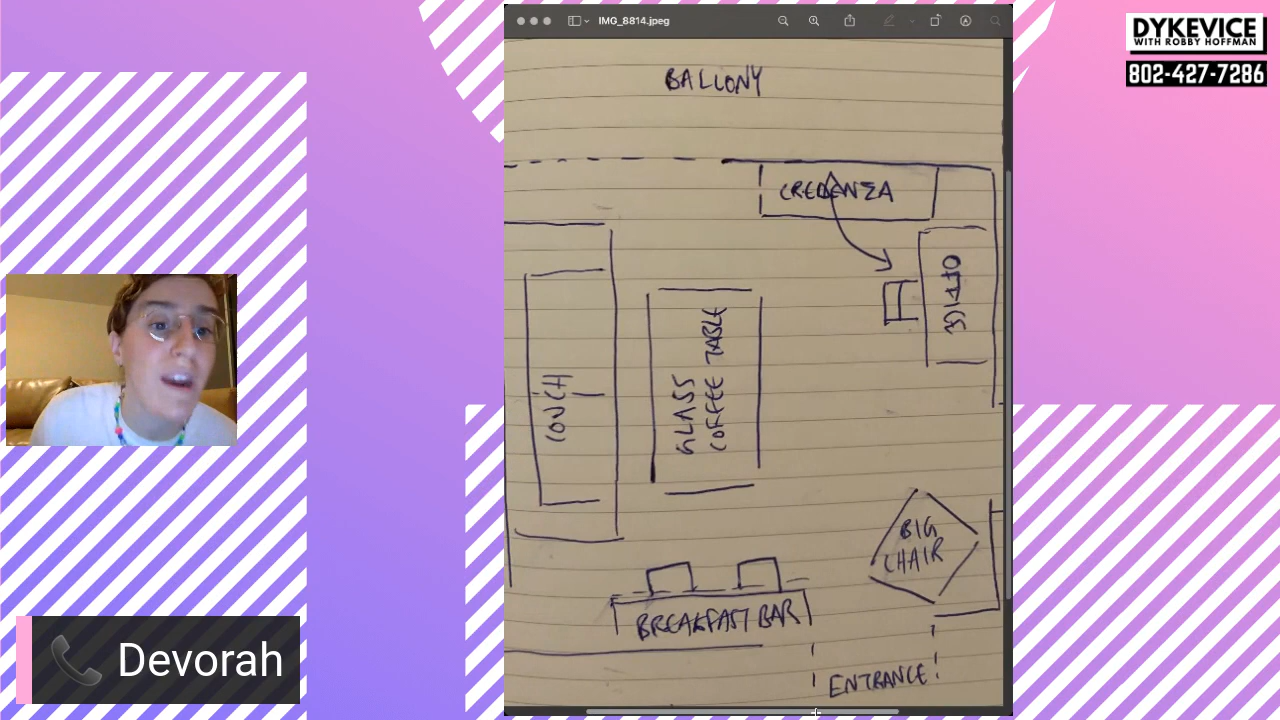 IMG_8814.jpeg
DYKEVICE
WITH ROBBY HOFFMAN
802-427-7286
BALCONY
CREDENZA
OFFICE
COUCH
GLASS
COFFEE TABLE
BIG
CHAIR
BREAKFAST BAR
ENTRANCE
Devorah